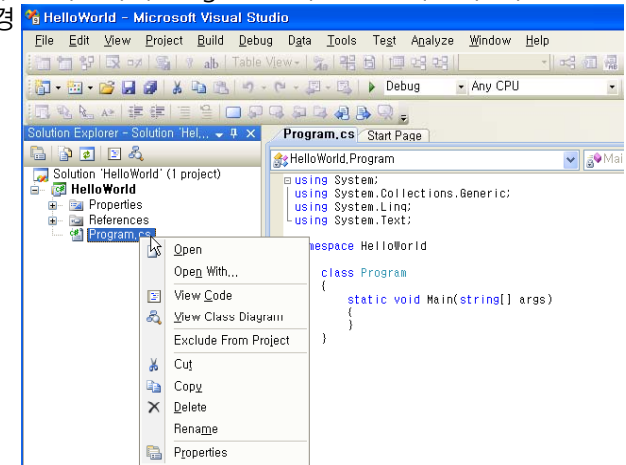 경
HelloWorld - Microsoft Visual Studio
File Edit View Project Build Debug Data Tools Test Analyze Window Help
Table View
Debug Any CPU
Solution Explorer - Solution 'Hel...
Program.cs Start Page
HelloWorld.Program Mai
Solution 'HelloWorld' (1 project)
HelloWorld
Properties
References
Program.cs
using System;
using System.Collections.Generic;
using System.Linq;
using System.Text;
mespace HelloWorld
class Program
{
static void Main(string[] args)
{
}
}
Open
Open With...
View Code
View Class Diagram
Exclude From Project
Cut
Copy
Delete
Rename
Properties